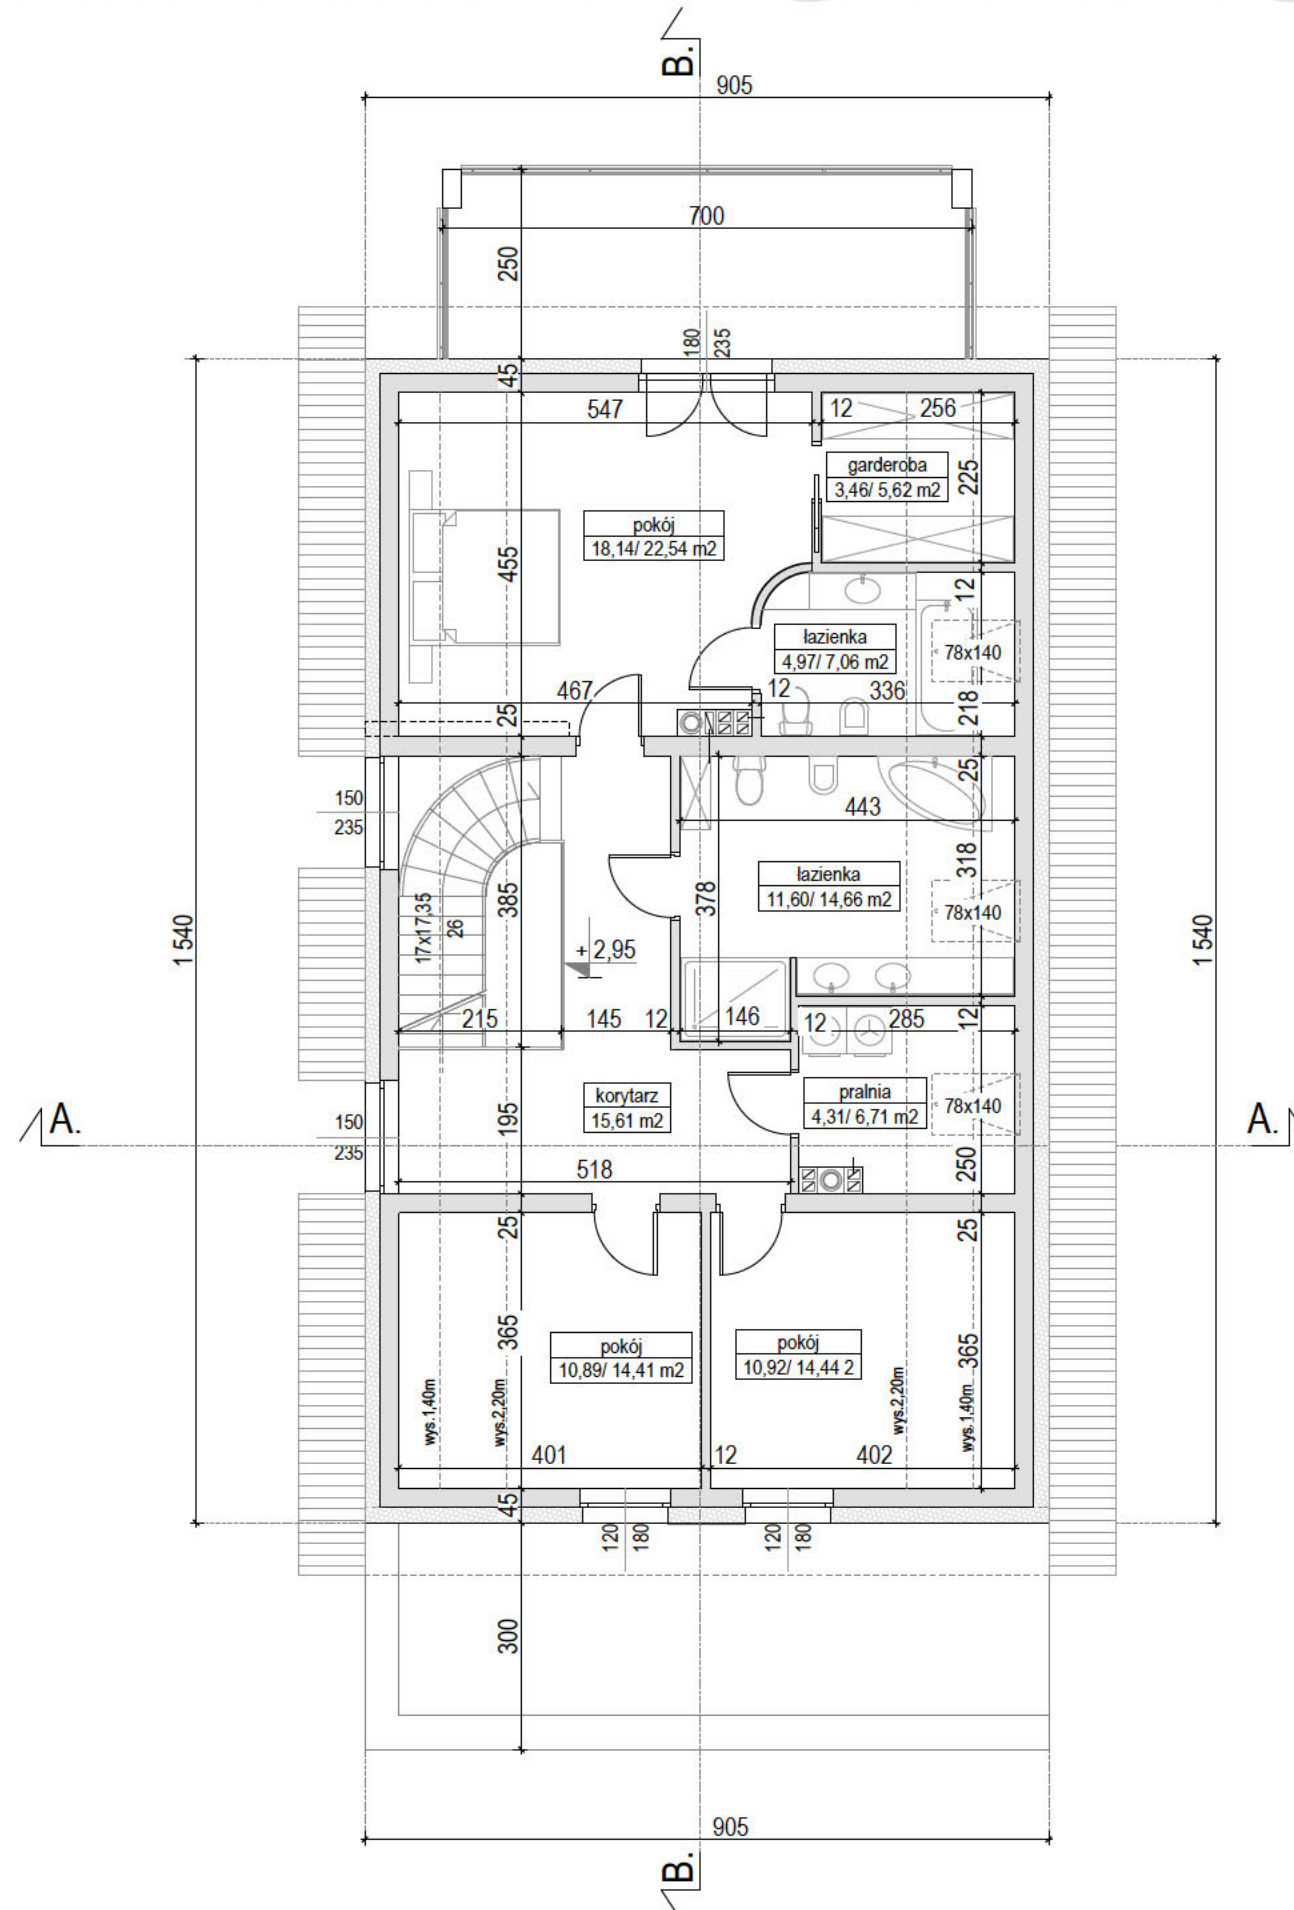 B.
905
700
250
180
235
45
547
12
256
garderoba
3,46/ 5,62 m2
225
pokój
18,14/ 22,54 m2
455
12
łazienka
4,97/ 7,06 m2
78x140
467
12
336
25
218
25
150
235
443
łazienka
11,60/ 14,66 m2
318
78x140
17x17,35
26
385
378
+ 2,95
1 540
1 540
215
145
12
146
12
285
12
korytarz
15,61 m2
pralnia
4,31/ 6,71 m2
78x140
A.
A.
150
235
195
518
250
25
25
pokój
10,89/ 14,41 m2
pokój
10,92/ 14,44 2
365
365
wys.1,40m
wys.2,20m
wys.2,20m
wys.1,40m
401
12
402
45
120
180
120
180
300
905
B.